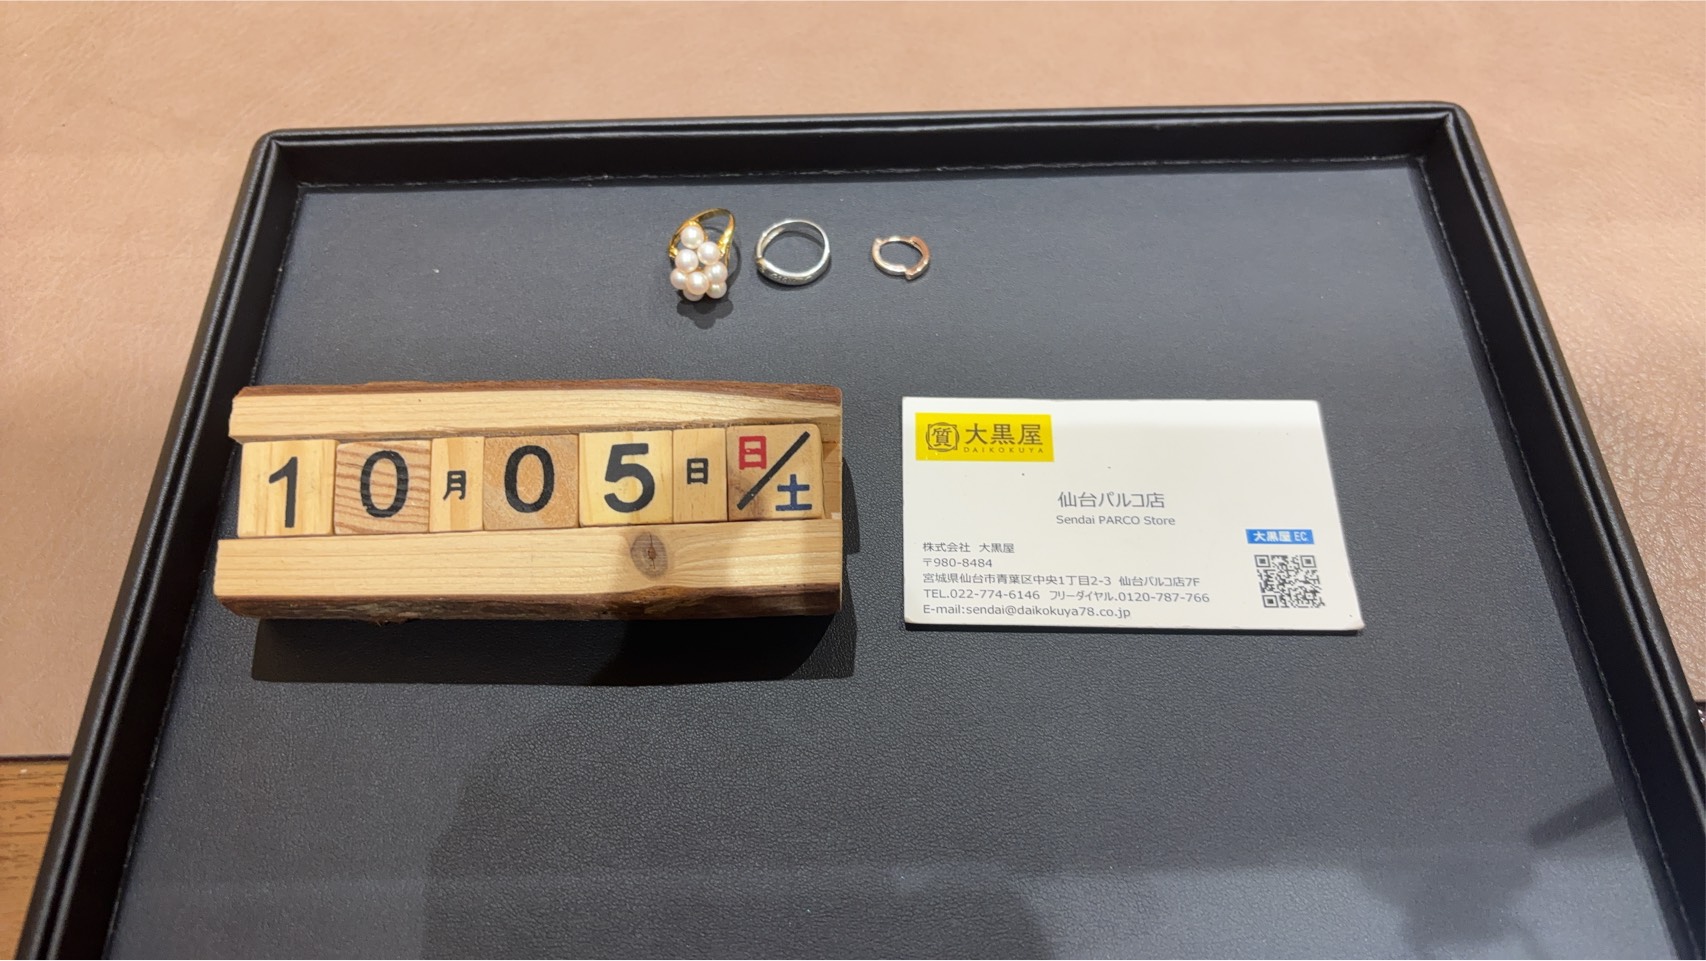 10月05日 日/土
質 大黒屋
DAIKOKUYA
仙台パルコ店
Sendai PARCO Store
大黒屋 EC
株式会社 大黒屋
〒980-8484
宮城県仙台市青葉区中央1丁目2-3 仙台パルコ店7F
TEL.022-774-6146 フリーダイヤル.0120-787-766
E-mail:sendai@daikokuya78.co.jp